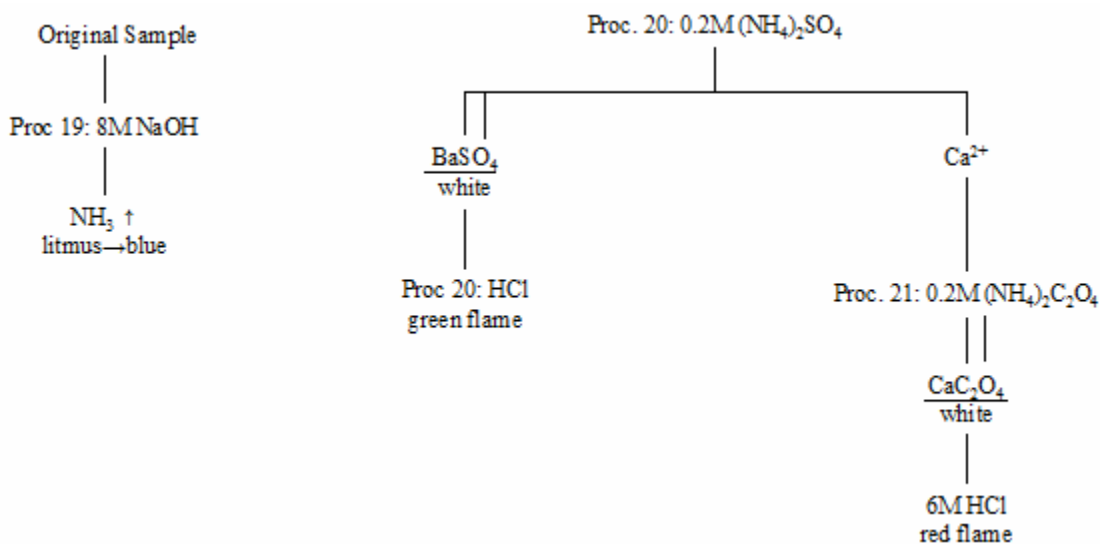 Original Sample
Proc 19: 8M NaOH
NH₃ ↑
litmus→blue
Proc. 20: 0.2M (NH₄)₂SO₄
BaSO₄
white
Proc 20: HCl
green flame
Ca²⁺
Proc. 21: 0.2M (NH₄)₂C₂O₄
CaC₂O₄
white
6M HCl
red flame